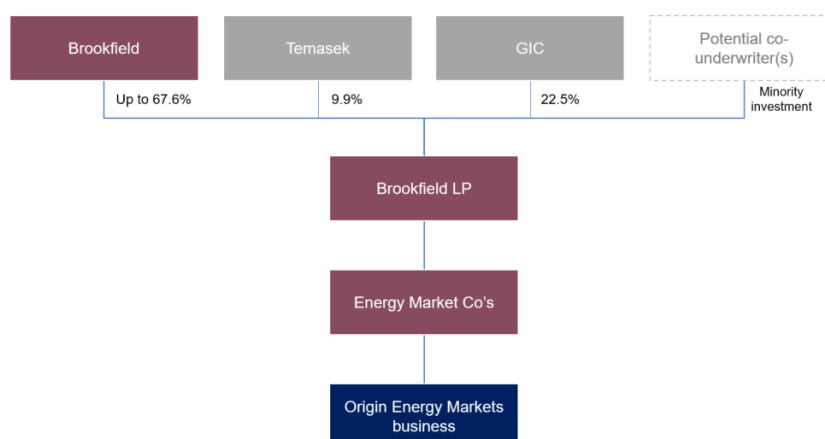 Brookfield
Temasek
GIC
Potential co-
underwriter(s)
Up to 67.6%
9.9%
22.5%
Minority
investment
Brookfield LP
Energy Market Co's
Origin Energy Markets
business